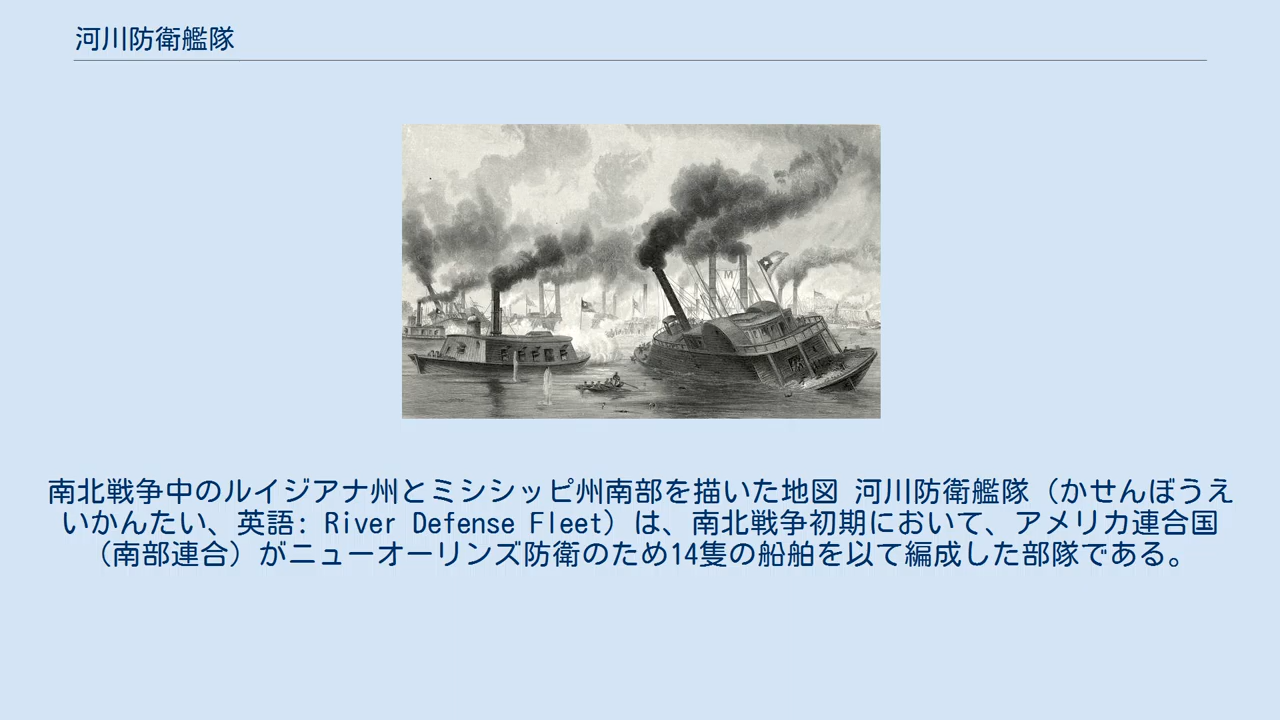 河川防衛艦隊
M
南北戦争中のルイジアナ州とミシシッピ州南部を描いた地図 河川防衛艦隊（かせんぼうえ
いかんたい、英語: River Defense Fleet）は、南北戦争初期において、アメリカ連合国
（南部連合）がニューオーリンズ防衛のため14隻の船舶を以て編成した部隊である。